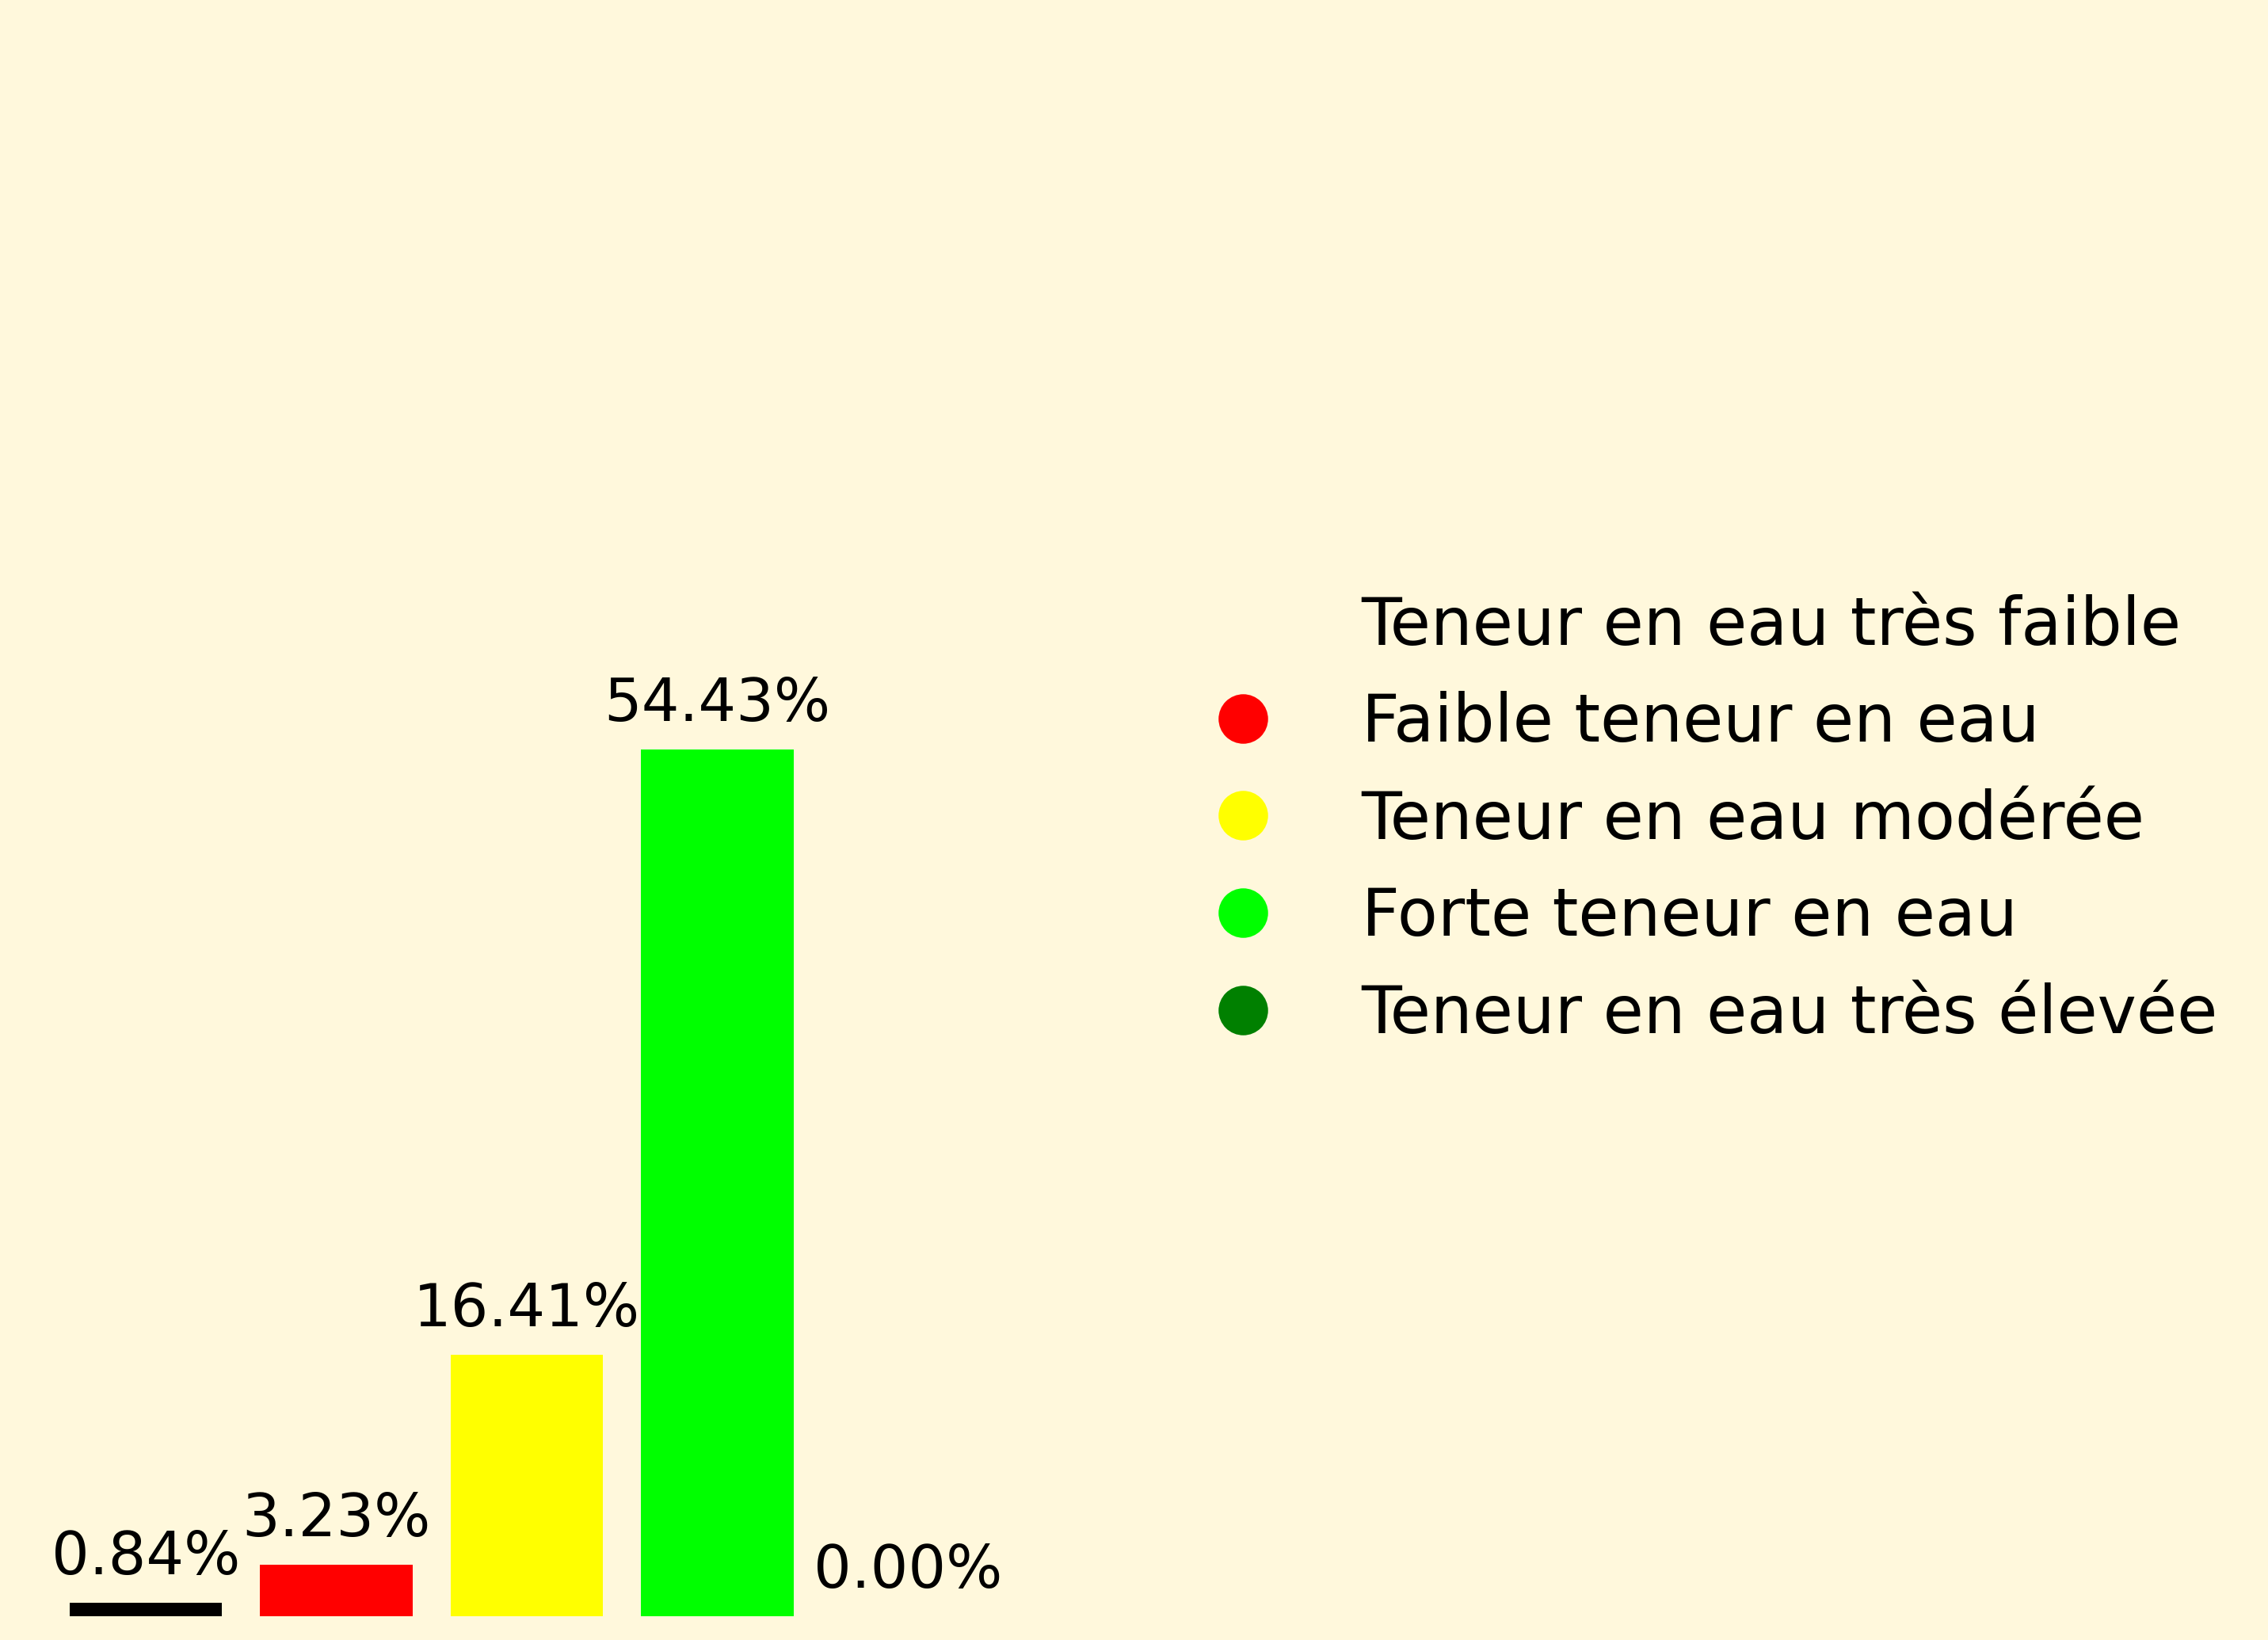 54.43%
16.41%
3.23%
0.84%
0.00%
Teneur en eau très faible
Faible teneur en eau
Teneur en eau modérée
Forte teneur en eau
Teneur en eau très élevée